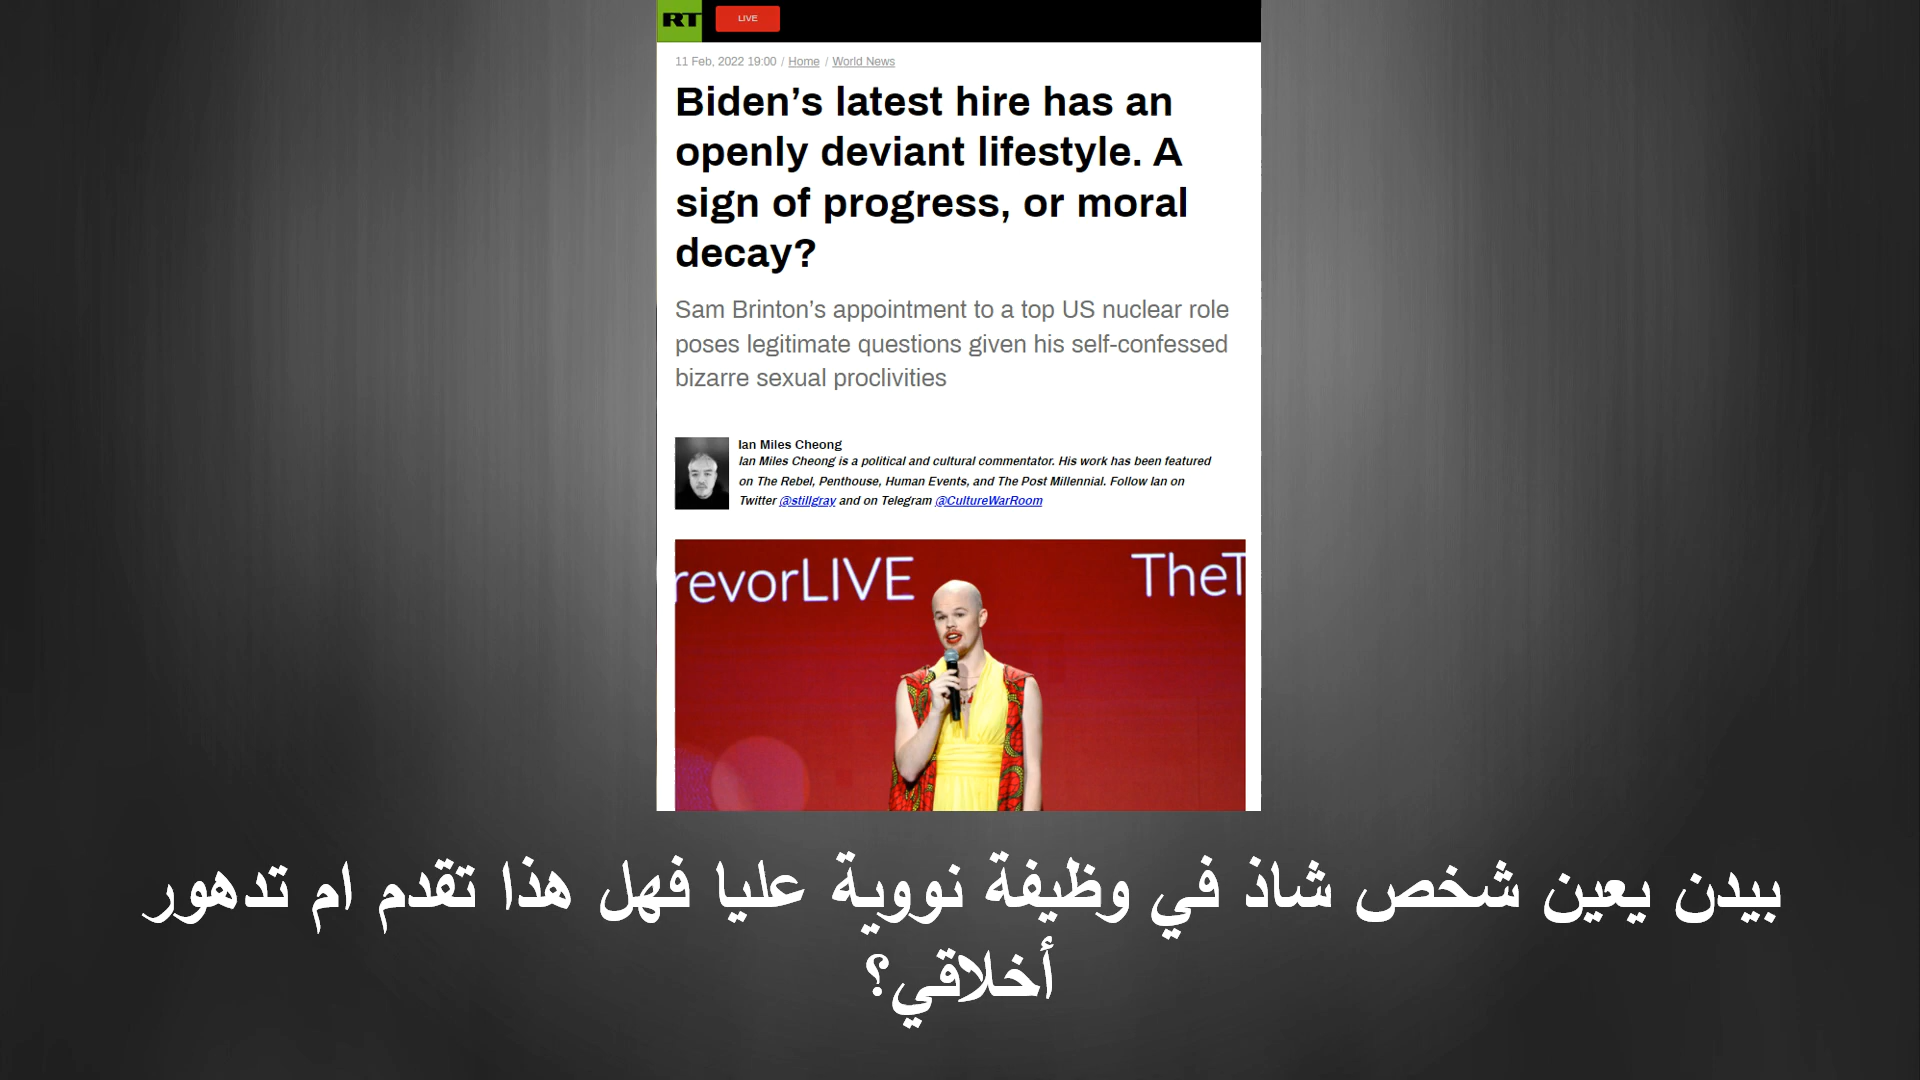 RT
LIVE
11 Feb, 2022 19:00 / Home / World News
Biden’s latest hire has an
openly deviant lifestyle. A
sign of progress, or moral
decay?
Sam Brinton’s appointment to a top US nuclear role
poses legitimate questions given his self-confessed
bizarre sexual proclivities
Ian Miles Cheong
Ian Miles Cheong is a political and cultural commentator. His work has been featured
on The Rebel, Penthouse, Human Events, and The Post Millennial. Follow Ian on
Twitter @stillgray and on Telegram @CultureWarRoom
revorLIVE
TheT
بيدن يعين شخص شاذ في وظيفة نووية عليا فهل هذا تقدم ام تدهور
أخلاقي؟